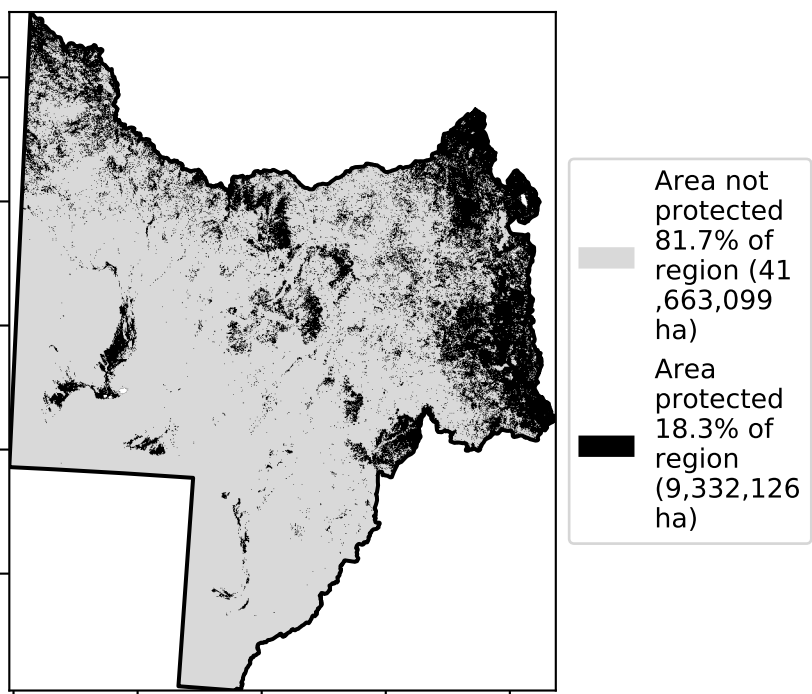 Area not
protected
81.7% of
region (41
,663,099
ha)
Area
protected
18.3% of
region
(9,332,126
ha)